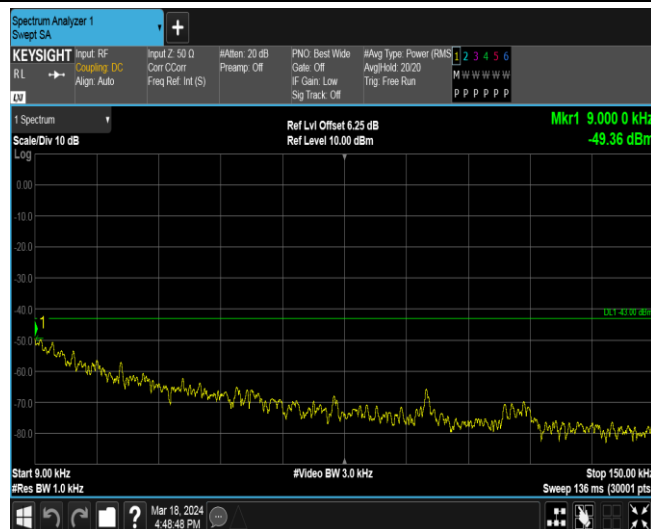 Spectrum Analyzer 1
Swept SA
+
KEYSIGHT
RL
LXI
Input: RF
Coupling: DC
Align: Auto
Input Z: 50 Ω
Corr CCorr
Freq Ref: Int (S)
#Atten: 20 dB
Preamp: Off
PNO: Best Wide
Gate: Off
IF Gain: Low
Sig Track: Off
#Avg Type: Power (RMS
Avg|Hold: 20/20
Trig: Free Run
1 2 3 4 5 6
M W W W W W
P P P P P P
1 Spectrum
Scale/Div 10 dB
Ref Lvl Offset 6.25 dB
Ref Level 10.00 dBm
Mkr1 9.000 0 kHz
-49.36 dBm
Log
0.00
-10.0
-20.0
-30.0
-40.0
DL1 -43.00 dBm
1
-50.0
-60.0
-70.0
-80.0
Start 9.00 kHz
#Video BW 3.0 kHz
Stop 150.00 kHz
#Res BW 1.0 kHz
Sweep 136 ms (30001 pts)
?
Mar 18, 2024
4:48:48 PM